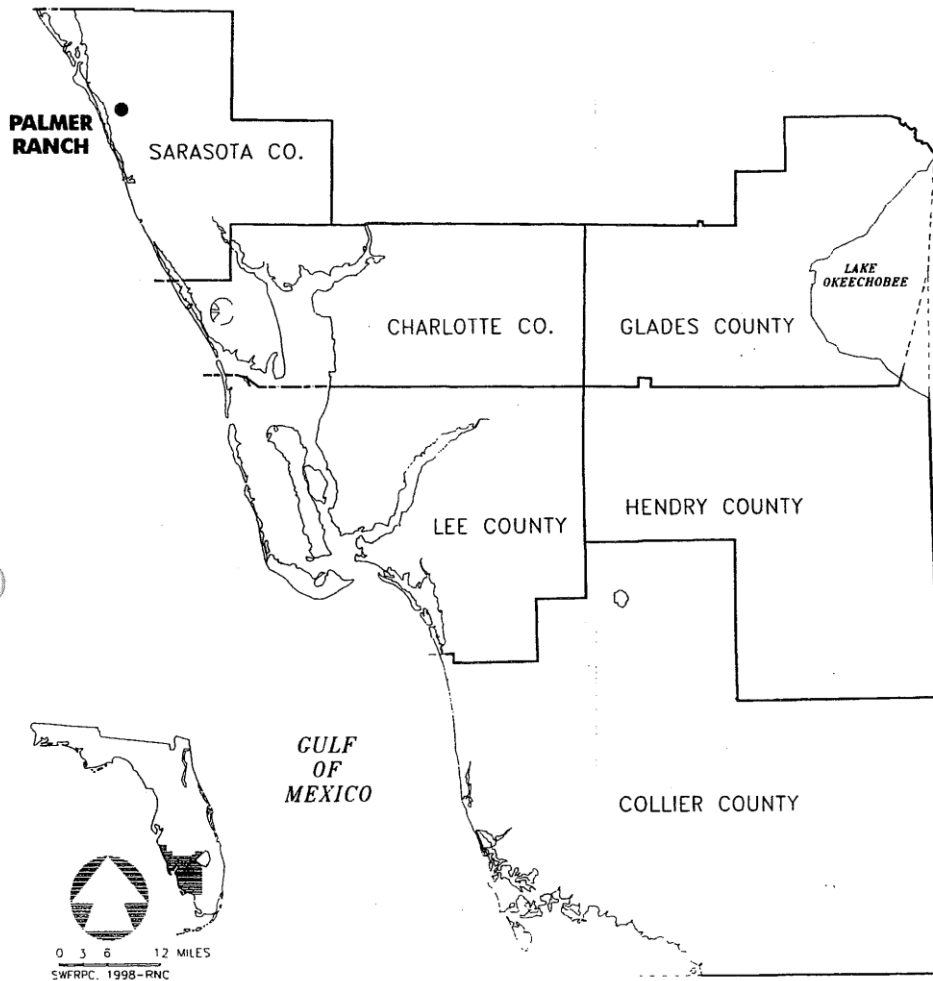 PALMER
RANCH
SARASOTA CO.
LAKE
OKEECHOBEE
CHARLOTTE CO.
GLADES COUNTY
LEE COUNTY
HENDRY COUNTY
GULF
OF
MEXICO
COLLIER COUNTY
0 3 6 12 MILES
SWFRPC. 1998-RNC